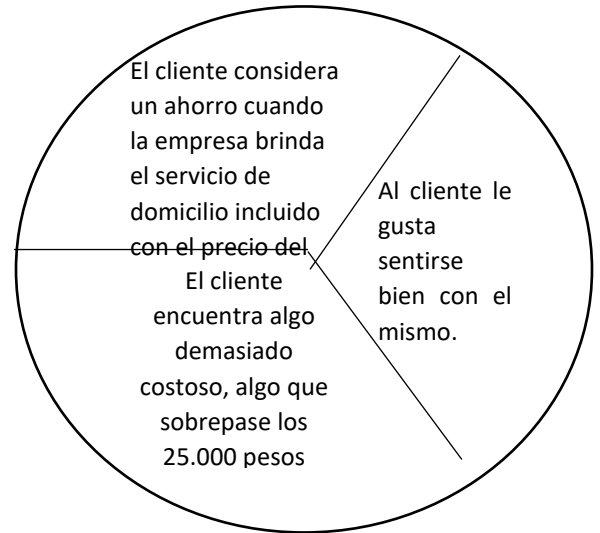 El cliente considera
un ahorro cuando
la empresa brinda
el servicio de
domicilio incluido
con el precio del
El cliente
encuentra algo
demasiado
costoso, algo que
sobrepase los
25.000 pesos
Al cliente le
gusta
sentirse
bien con el
mismo.